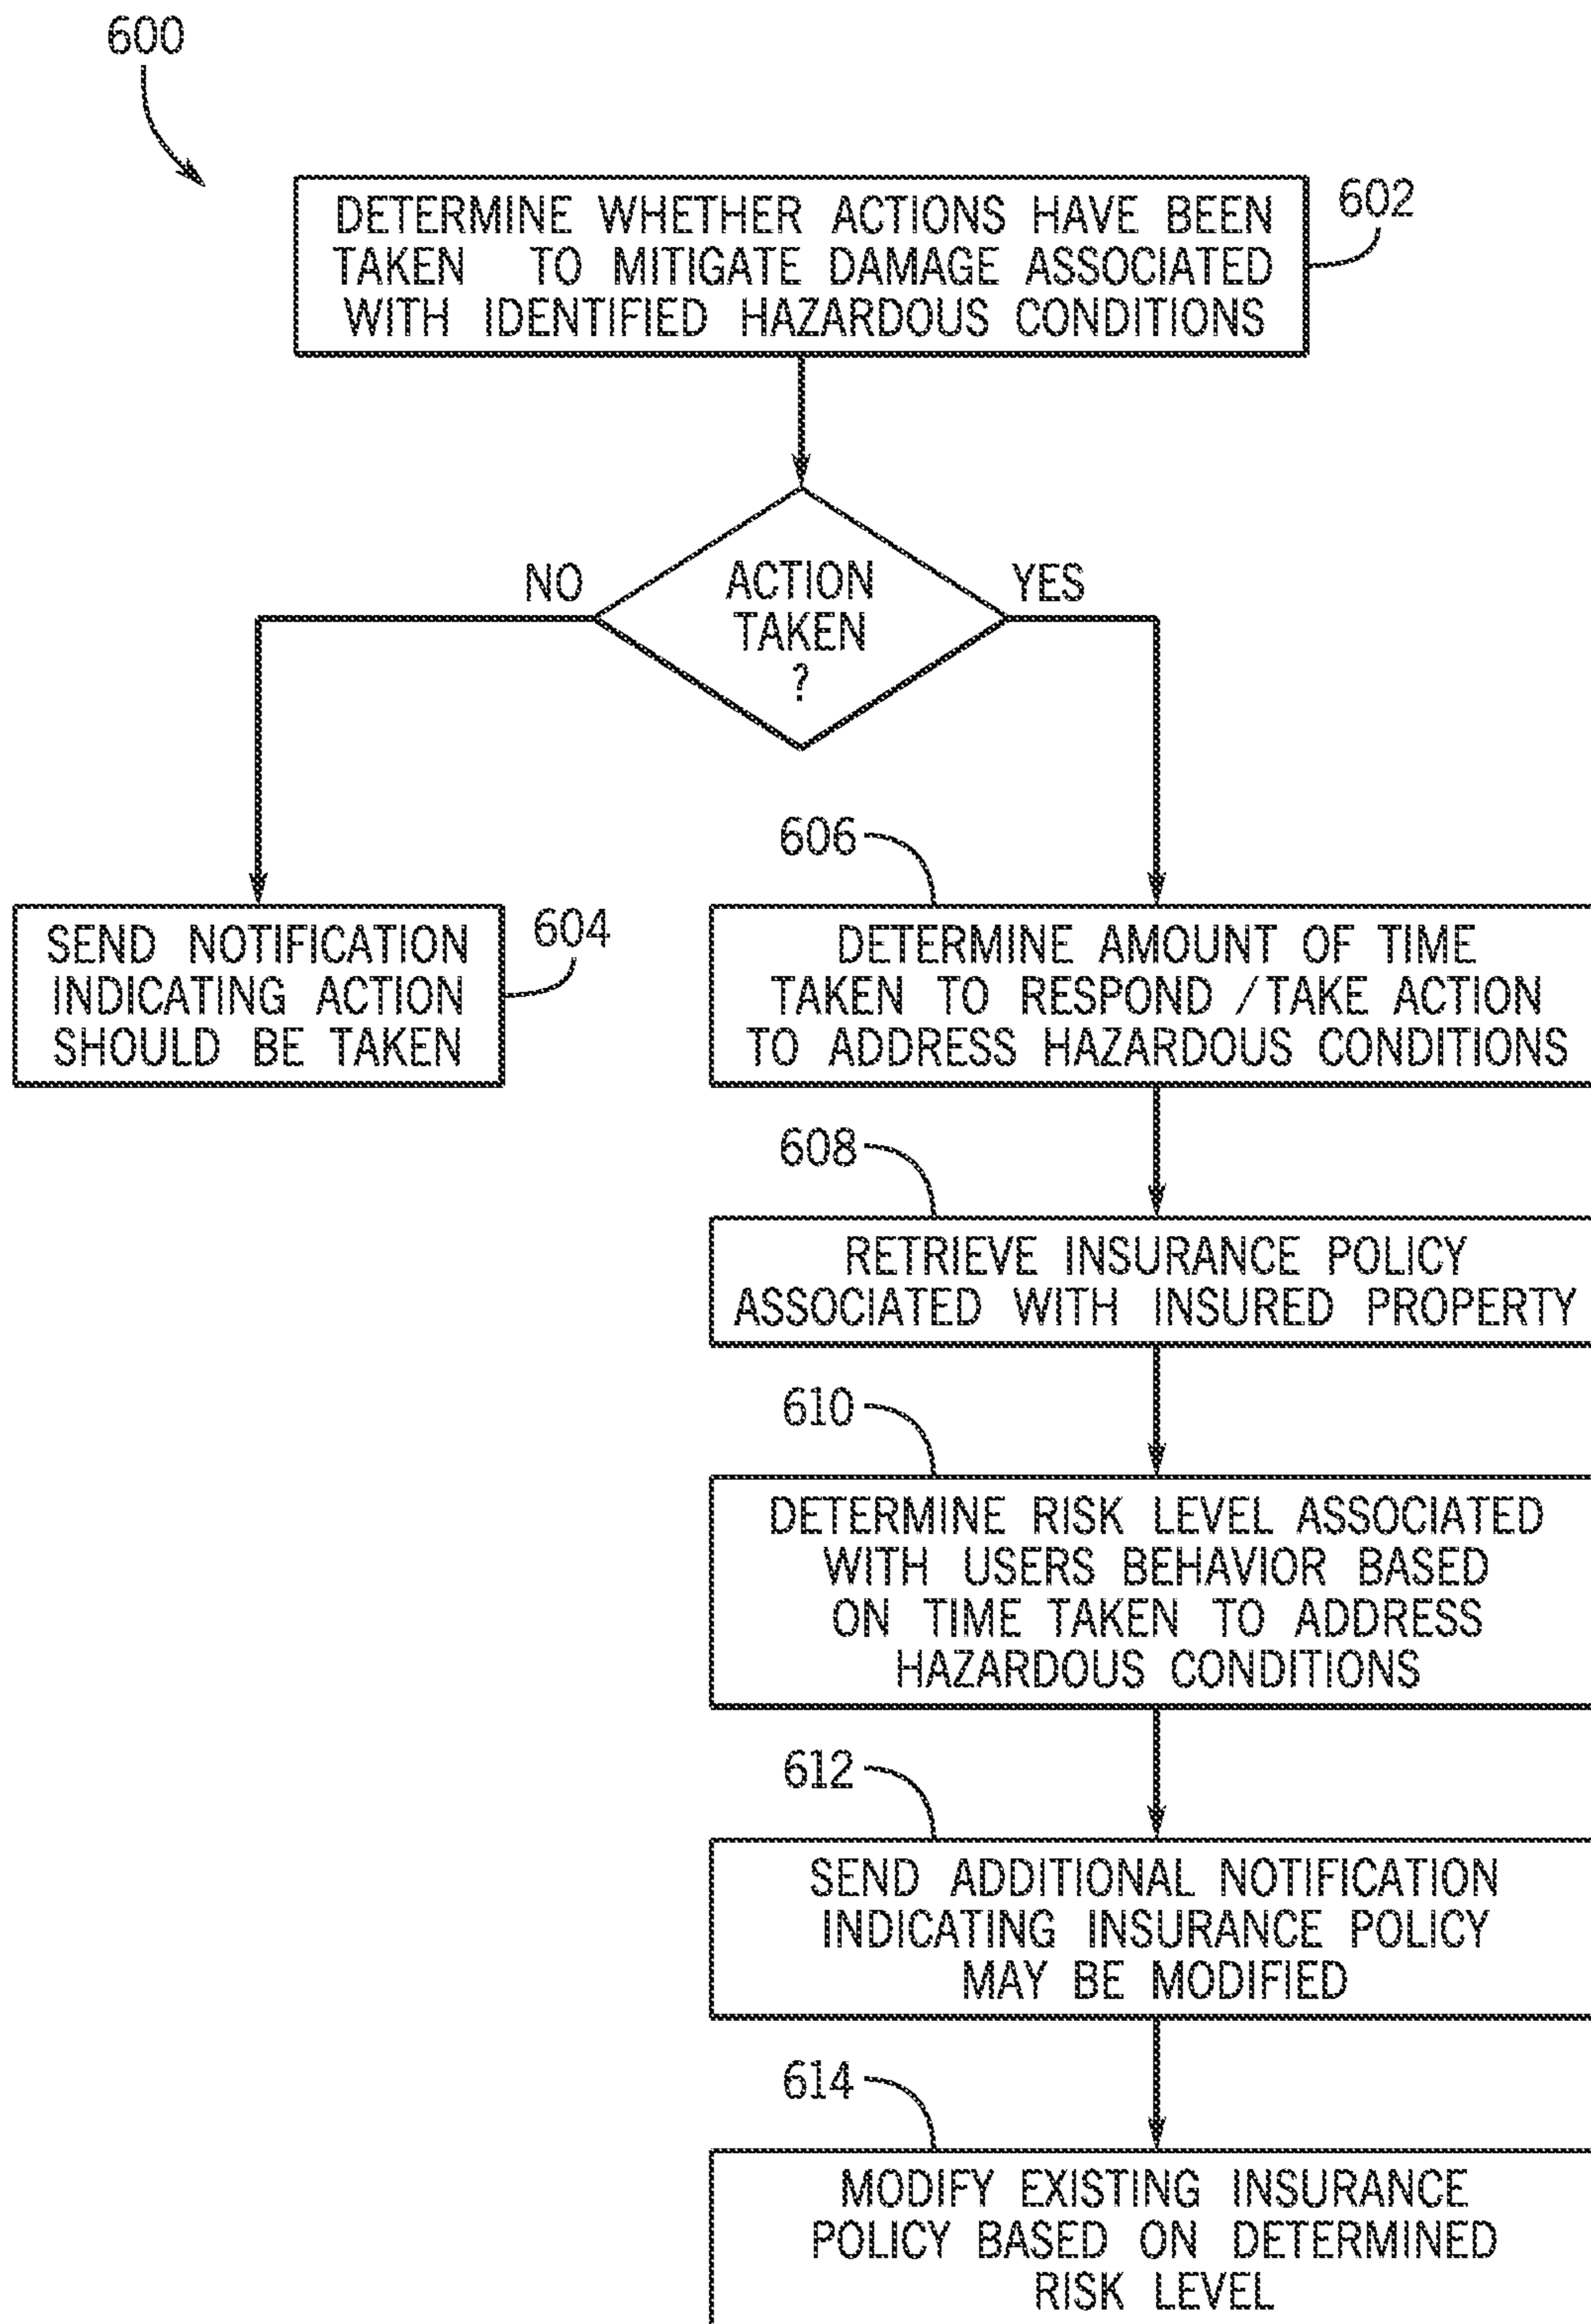 600
DETERMINE WHETHER ACTIONS HAVE BEEN
TAKEN TO MITIGATE DAMAGE ASSOCIATED
WITH IDENTIFIED HAZARDOUS CONDITIONS
602
ACTION
TAKEN
?
NO
YES
SEND NOTIFICATION
INDICATING ACTION
SHOULD BE TAKEN
604
606
DETERMINE AMOUNT OF TIME
TAKEN TO RESPOND /TAKE ACTION
TO ADDRESS HAZARDOUS CONDITIONS
608
RETRIEVE INSURANCE POLICY
ASSOCIATED WITH INSURED PROPERTY
610
DETERMINE RISK LEVEL ASSOCIATED
WITH USERS BEHAVIOR BASED
ON TIME TAKEN TO ADDRESS
HAZARDOUS CONDITIONS
612
SEND ADDITIONAL NOTIFICATION
INDICATING INSURANCE POLICY
MAY BE MODIFIED
614
MODIFY EXISTING INSURANCE
POLICY BASED ON DETERMINED
RISK LEVEL